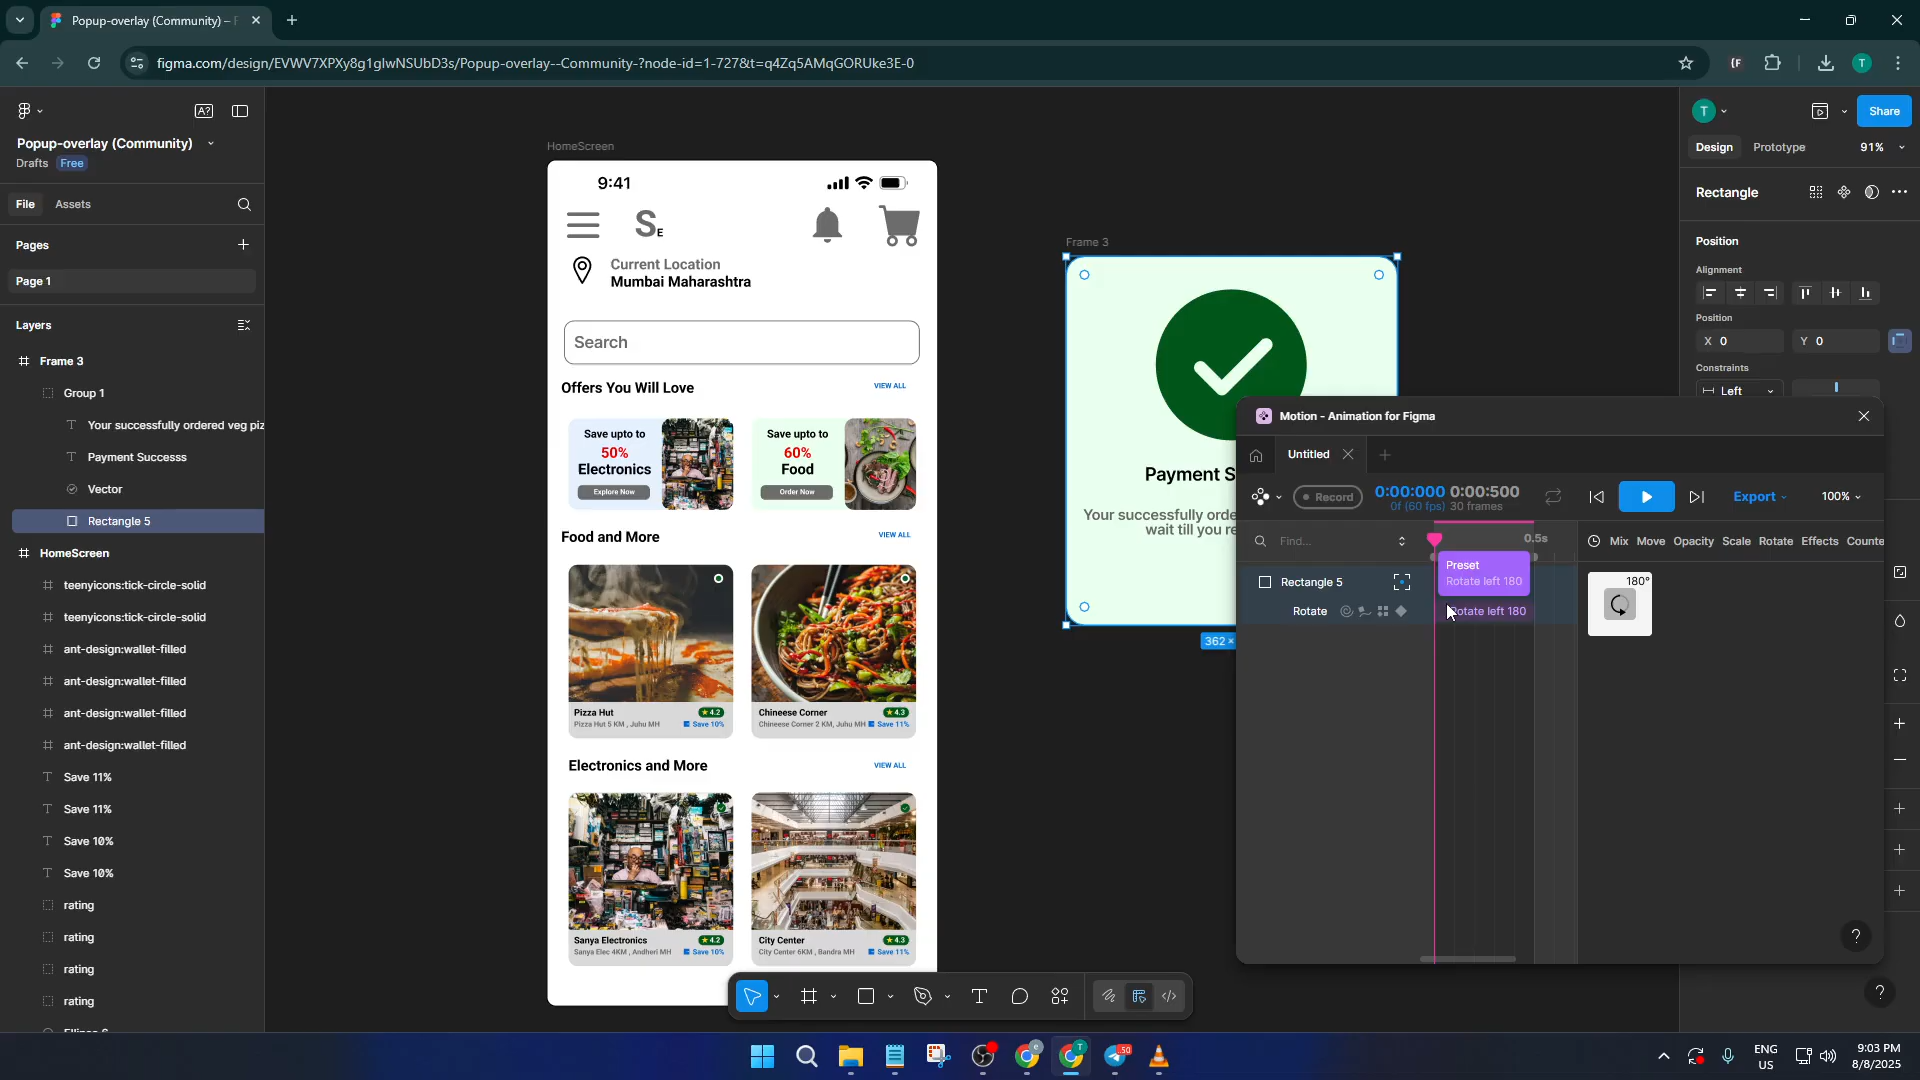 Popup-overlay (Community) – F
figma.com/design/EVWV7XPXy8g1glwNSUbD3s/Popup-overlay--Community-?node-id=1-727&t=q4Zq5AMqGORUke3E-0
T
A?
Popup-overlay (Community)
Drafts Free
File Assets
Pages
Page 1
Layers
Frame 3
Group 1
Your successfully ordered veg piz
Payment Successs
Vector
Rectangle 5
HomeScreen
teenyicons:tick-circle-solid
teenyicons:tick-circle-solid
ant-design:wallet-filled
ant-design:wallet-filled
ant-design:wallet-filled
ant-design:wallet-filled
Save 11%
Save 11%
Save 10%
Save 10%
rating
rating
rating
rating
HomeScreen
9:41
SE
Current Location
Mumbai Maharashtra
Search
Offers You Will Love VIEW ALL
Save upto to
50%
Electronics
Explore Now
Save upto to
60%
Food
Order Now
Food and More VIEW ALL
Pizza Hut ★4.2
Pizza Hut 5 KM , Juhu MH Save 10%
Chineese Corner ★4.3
Chineese Corner 2 KM, Juhu MH Save 11%
Electronics and More VIEW ALL
Sanya Electronics ★4.2
Sanya Elec 4KM , Andheri MH Save 10%
City Center ★4.3
City Center 6KM , Bandra MH Save 11%
Frame 3
Payment S
Your successfully orde
wait till you re
362 ×
Motion - Animation for Figma
Untitled
Record
0:00:000 0:00:500
0f (60 fps) 30 frames
Export
100%
Find...
0.5s
Mix Move Opacity Scale Rotate Effects Counte
Rectangle 5
Preset
Rotate left 180
Rotate
Rotate left 180
180°
?
T
Share
Design Prototype 91%
Rectangle
Position
Alignment
Position
X 0
Y 0
Constraints
Left
?
50
ENG
US
9:03 PM
8/8/2025